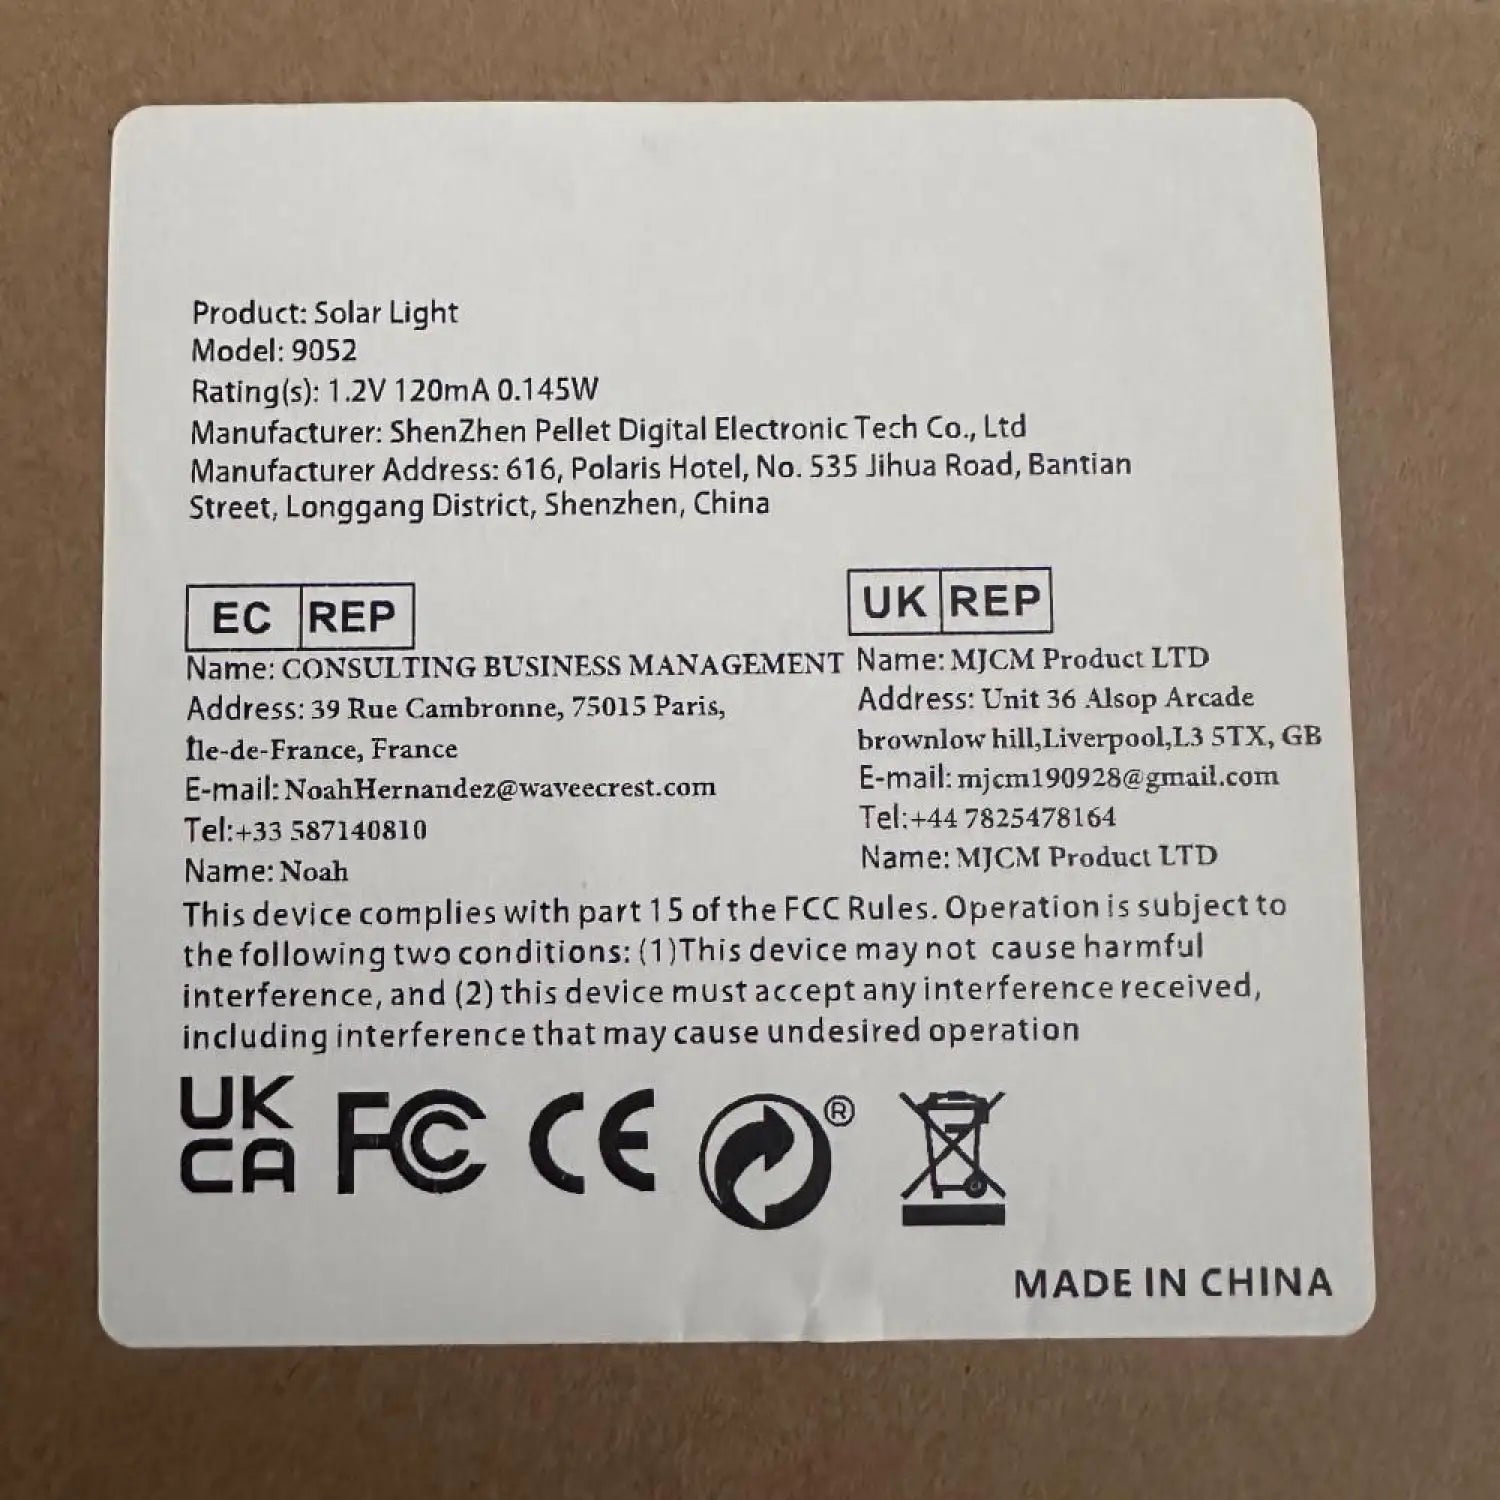 Product: Solar Light
Model: 9052
Rating(s): 1.2V 120mA 0.145W
Manufacturer: ShenZhen Pellet Digital Electronic Tech Co., Ltd
Manufacturer Address: 616, Polaris Hotel, No. 535 Jihua Road, Bantian
Street, Longgang District, Shenzhen, China
EC REP
Name: CONSULTING BUSINESS MANAGEMENT
Address: 39 Rue Cambronne, 75015 Paris,
Île-de-France, France
E-mail: NoahHernandez@waveecrest.com
Tel:+33 587140810
Name: Noah
UK REP
Name: MJCM Product LTD
Address: Unit 36 Alsop Arcade
brownlow hill,Liverpool,L3 5TX, GB
E-mail: mjcm190928@gmail.com
Tel:+44 7825478164
Name: MJCM Product LTD
This device complies with part 15 of the FCC Rules. Operation is subject to
the following two conditions: (1)This device may not cause harmful
interference, and (2) this device must accept any interference received,
including interference that may cause undesired operation
UK
CA
FC
CE
®
MADE IN CHINA